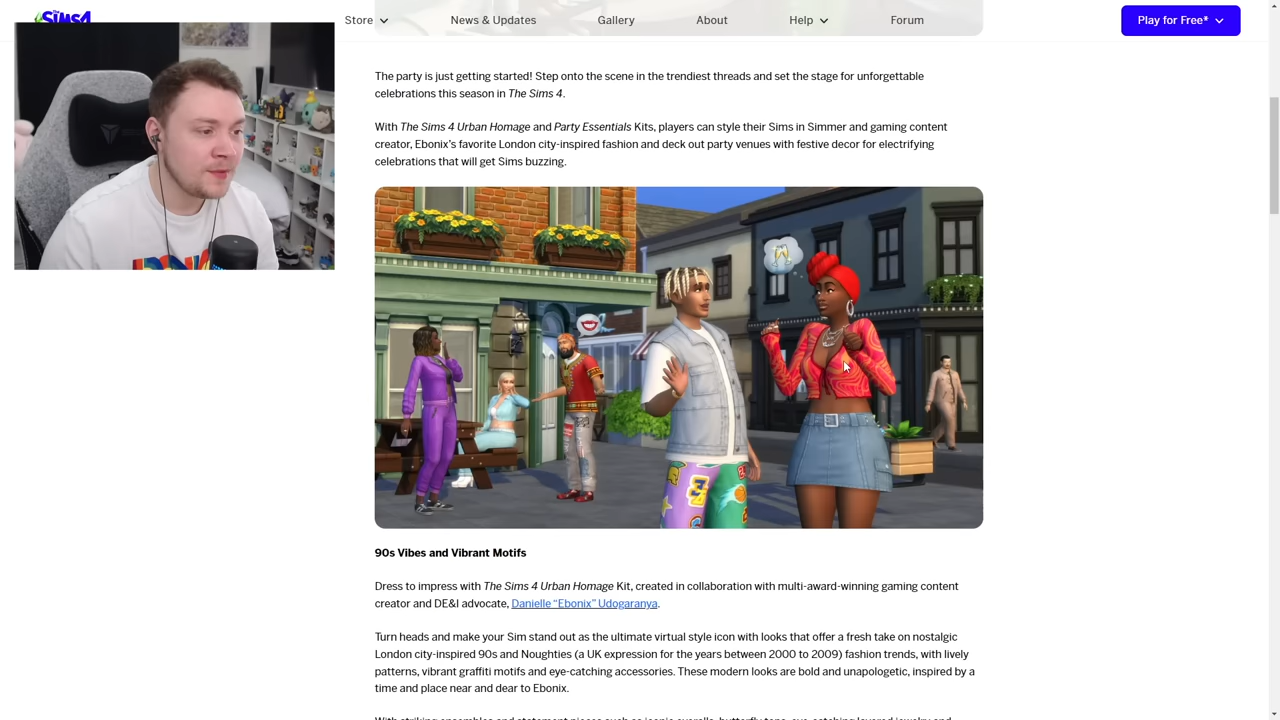 The Sims 4
Store
News & Updates
Gallery
About
Help
Forum
Play for Free*
The party is just getting started! Step onto the scene in the trendiest threads and set the stage for unforgettable
celebrations this season in The Sims 4.
With The Sims 4 Urban Homage and Party Essentials Kits, players can style their Sims in Simmer and gaming content
creator, Ebonix's favorite London city-inspired fashion and deck out party venues with festive decor for electrifying
celebrations that will get Sims buzzing.
90s Vibes and Vibrant Motifs
Dress to impress with The Sims 4 Urban Homage Kit, created in collaboration with multi-award-winning gaming content
creator and DE&I advocate, Danielle “Ebonix” Udogaranya.
Turn heads and make your Sim stand out as the ultimate virtual style icon with looks that offer a fresh take on nostalgic
London city-inspired 90s and Noughties (a UK expression for the years between 2000 to 2009) fashion trends, with lively
patterns, vibrant graffiti motifs and eye-catching accessories. These modern looks are bold and unapologetic, inspired by a
time and place near and dear to Ebonix.